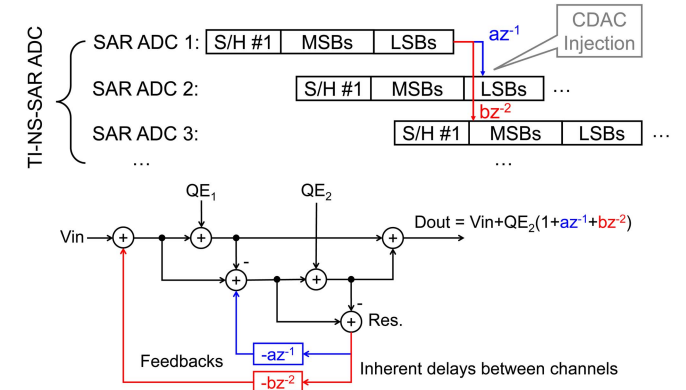 TI-NS-SAR ADC
SAR ADC 1: S/H #1 MSBs LSBs az⁻¹
CDAC
Injection
SAR ADC 2: S/H #1 MSBs LSBs ...
bz⁻²
SAR ADC 3: S/H #1 MSBs LSBs ...
... ...
QE₁ QE₂
Vin + + + Dout = Vin+QE₂(1+az⁻¹+bz⁻²)
-
+ + -
+ Res.
Feedbacks -az⁻¹ Inherent delays between channels
-bz⁻²